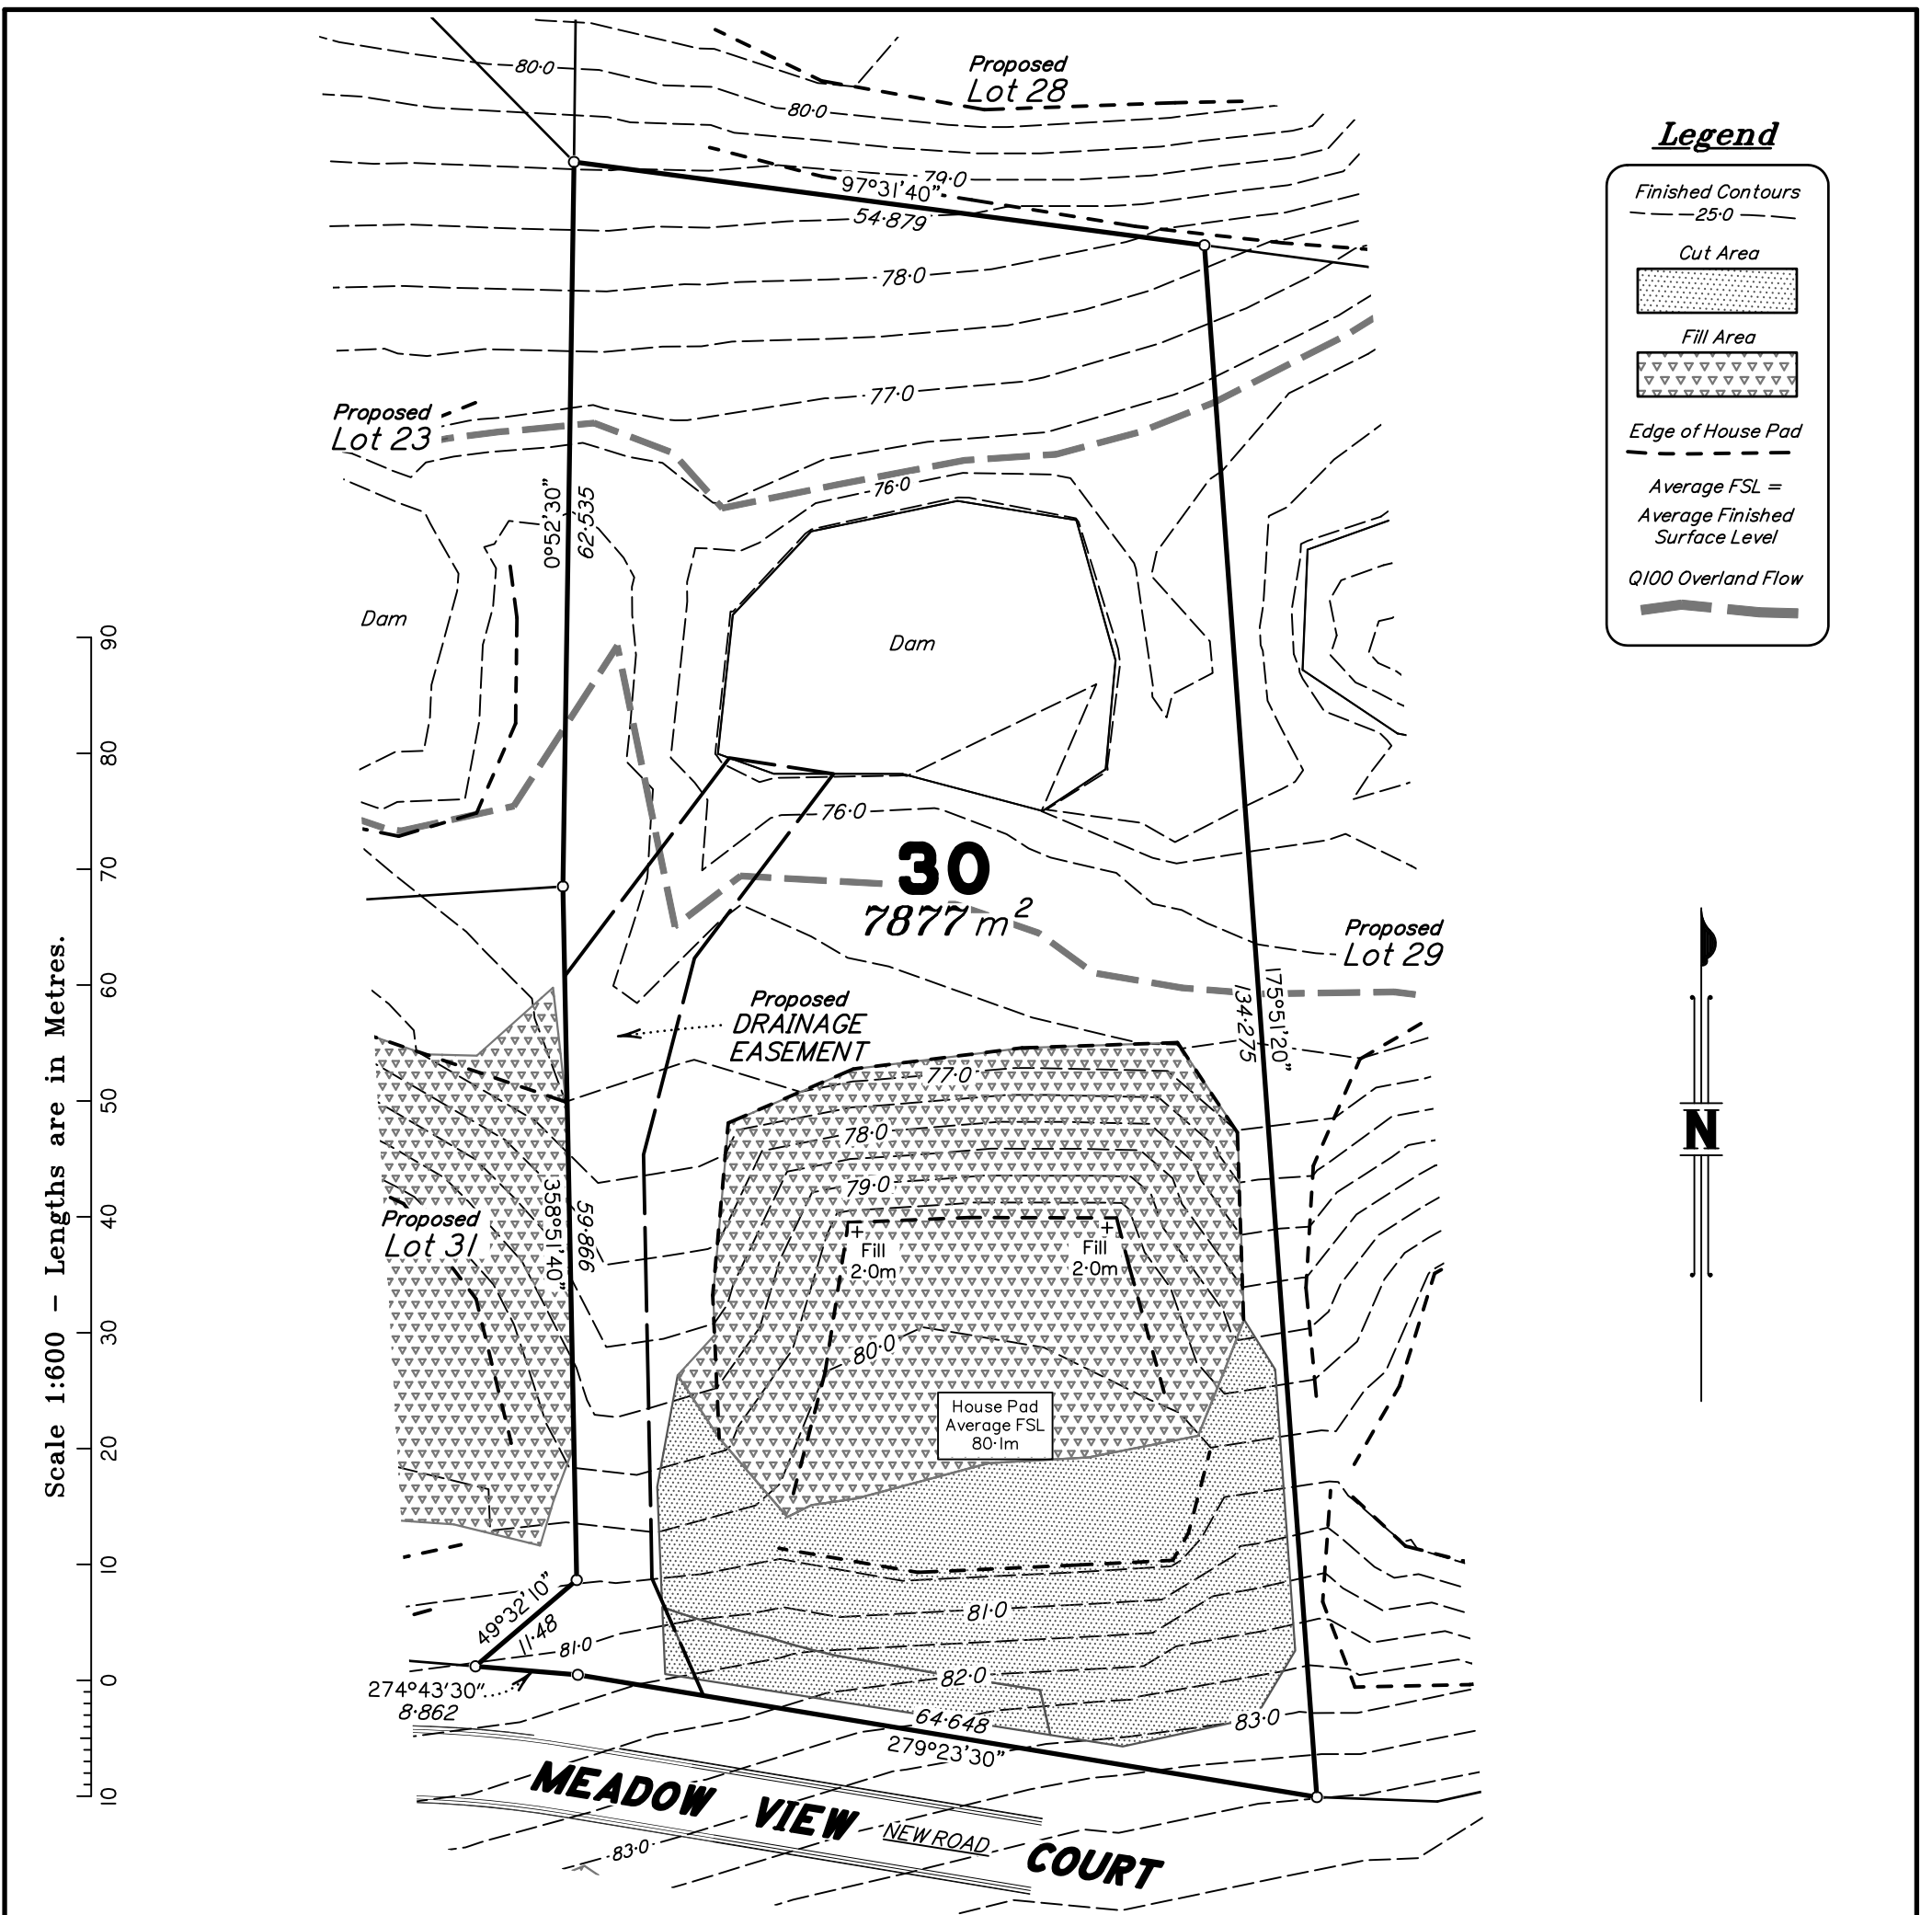 80·0
Proposed
Lot 28
80·0
79·0
97°31'40"
54·879
78·0
77·0
Proposed
Lot 23
76·0
0°52'30"
62·535
Dam
Dam
76·0
30
7877 m²
Proposed
Lot 29
175°51'20"
134·275
Proposed
DRAINAGE
EASEMENT
77·0
78·0
79·0
358°51'40"
59·866
Proposed
Lot 31
Fill
2·0m
Fill
2·0m
80·0
House Pad
Average FSL
80·1m
81·0
49°32'10"
11·48
81·0
82·0
274°43'30"
8·862
64·648
279°23'30"
83·0
MEADOW VIEW COURT
NEW ROAD
83·0
Legend
Finished Contours
25·0
Cut Area
Fill Area
Edge of House Pad
Average FSL =
Average Finished
Surface Level
Q100 Overland Flow
N
Scale 1:600 – Lengths are in Metres.
90
80
70
60
50
40
30
20
10
0
10